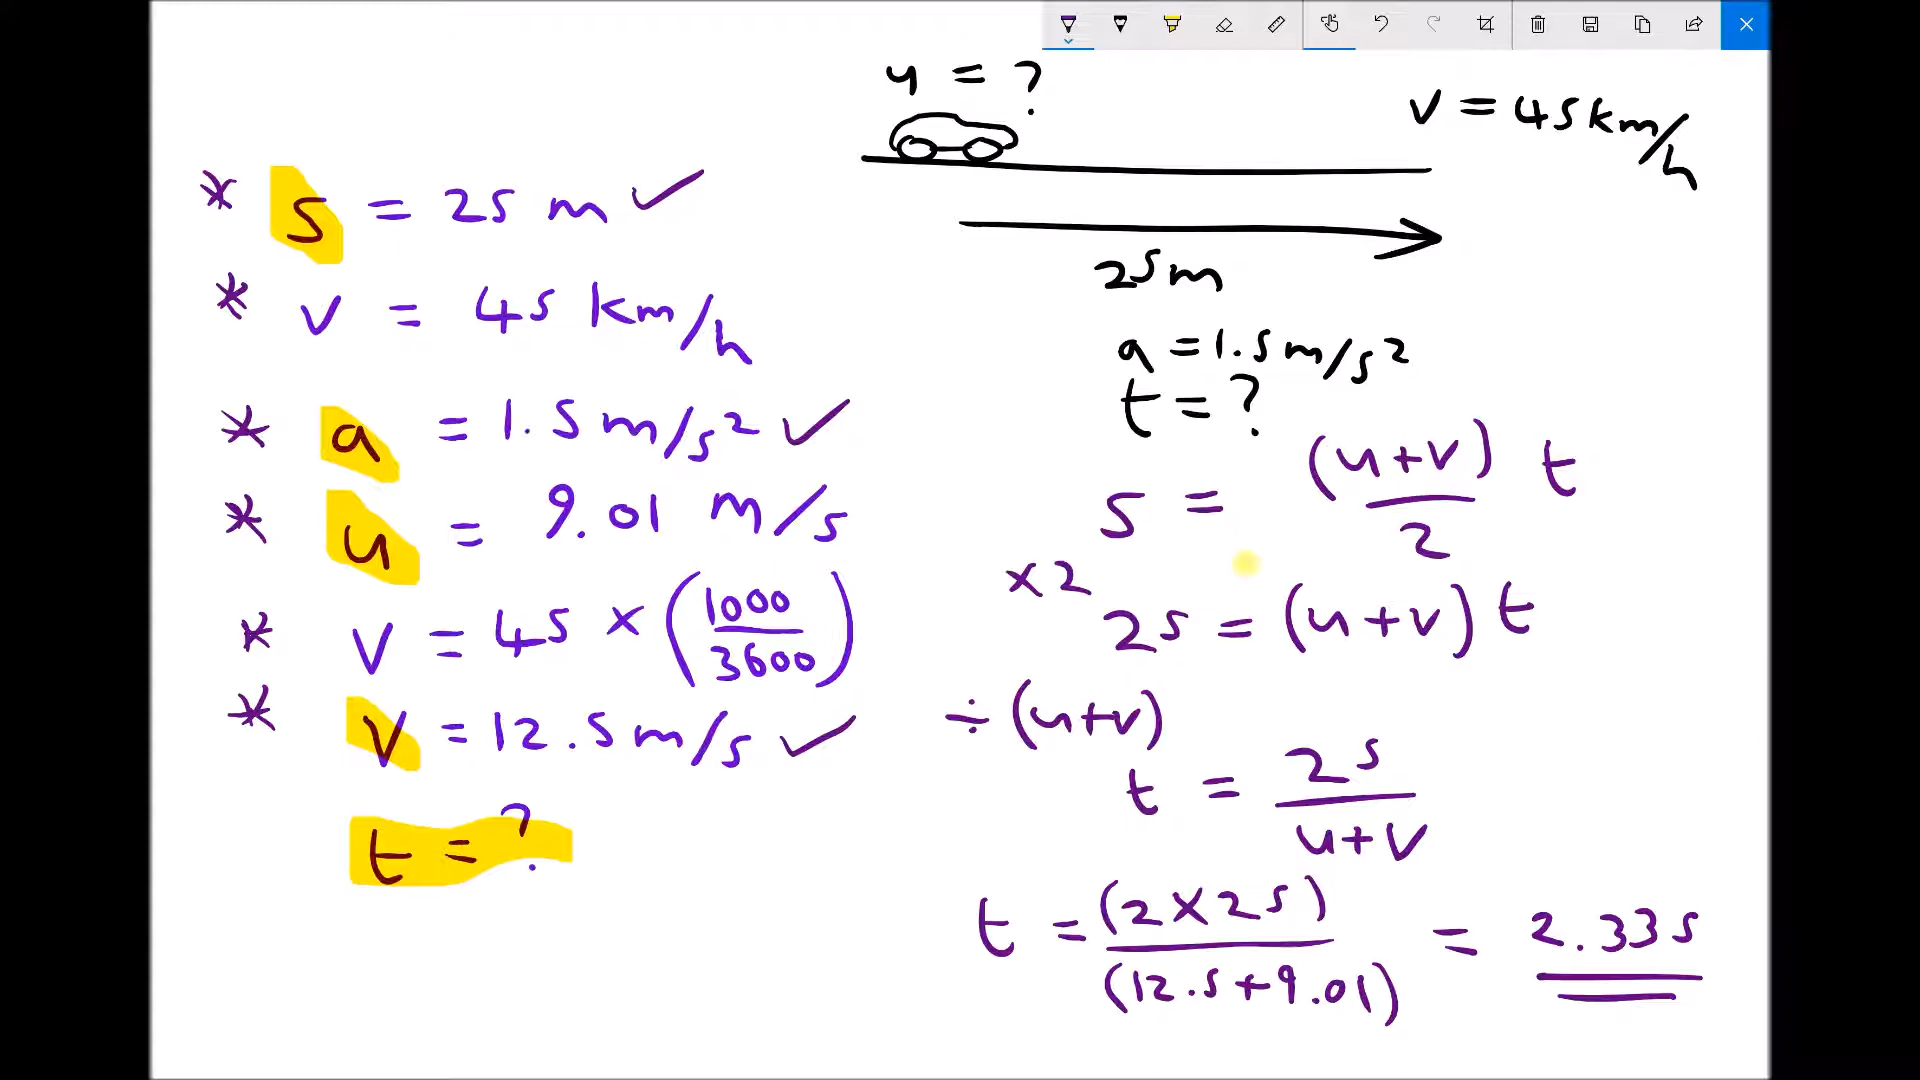 u = ?
v = 45 km/h
* s = 25 m ✓
25m
* v = 45 km/h
a = 1.5 m/s²
t = ?
* a = 1.5 m/s² ✓
* u = 9.01 m/s
s = (u+v)/2 t
×2
2s = (u+v) t
* v = 45 × (1000/3600)
* v = 12.5 m/s ✓
÷ (u+v)
t = 2s/u+v
t = ?
t = (2×25)/(12.5+9.01) = 2.33s